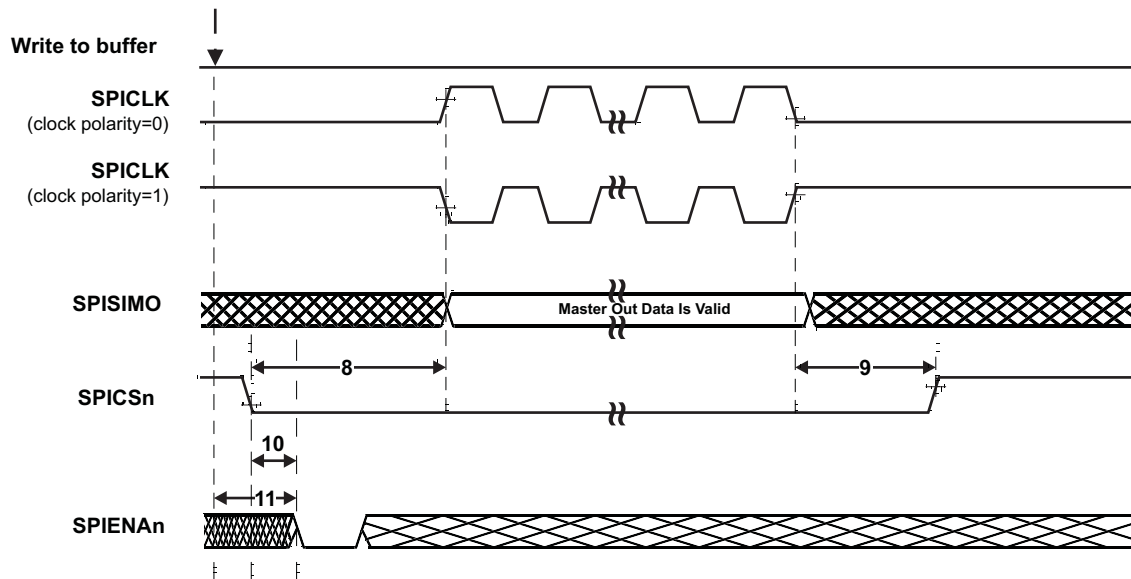 Write to buffer
SPICLK
(clock polarity=0)
SPICLK
(clock polarity=1)
SPISIMO
Master Out Data Is Valid
8
9
SPICSn
10
11
SPIENAn